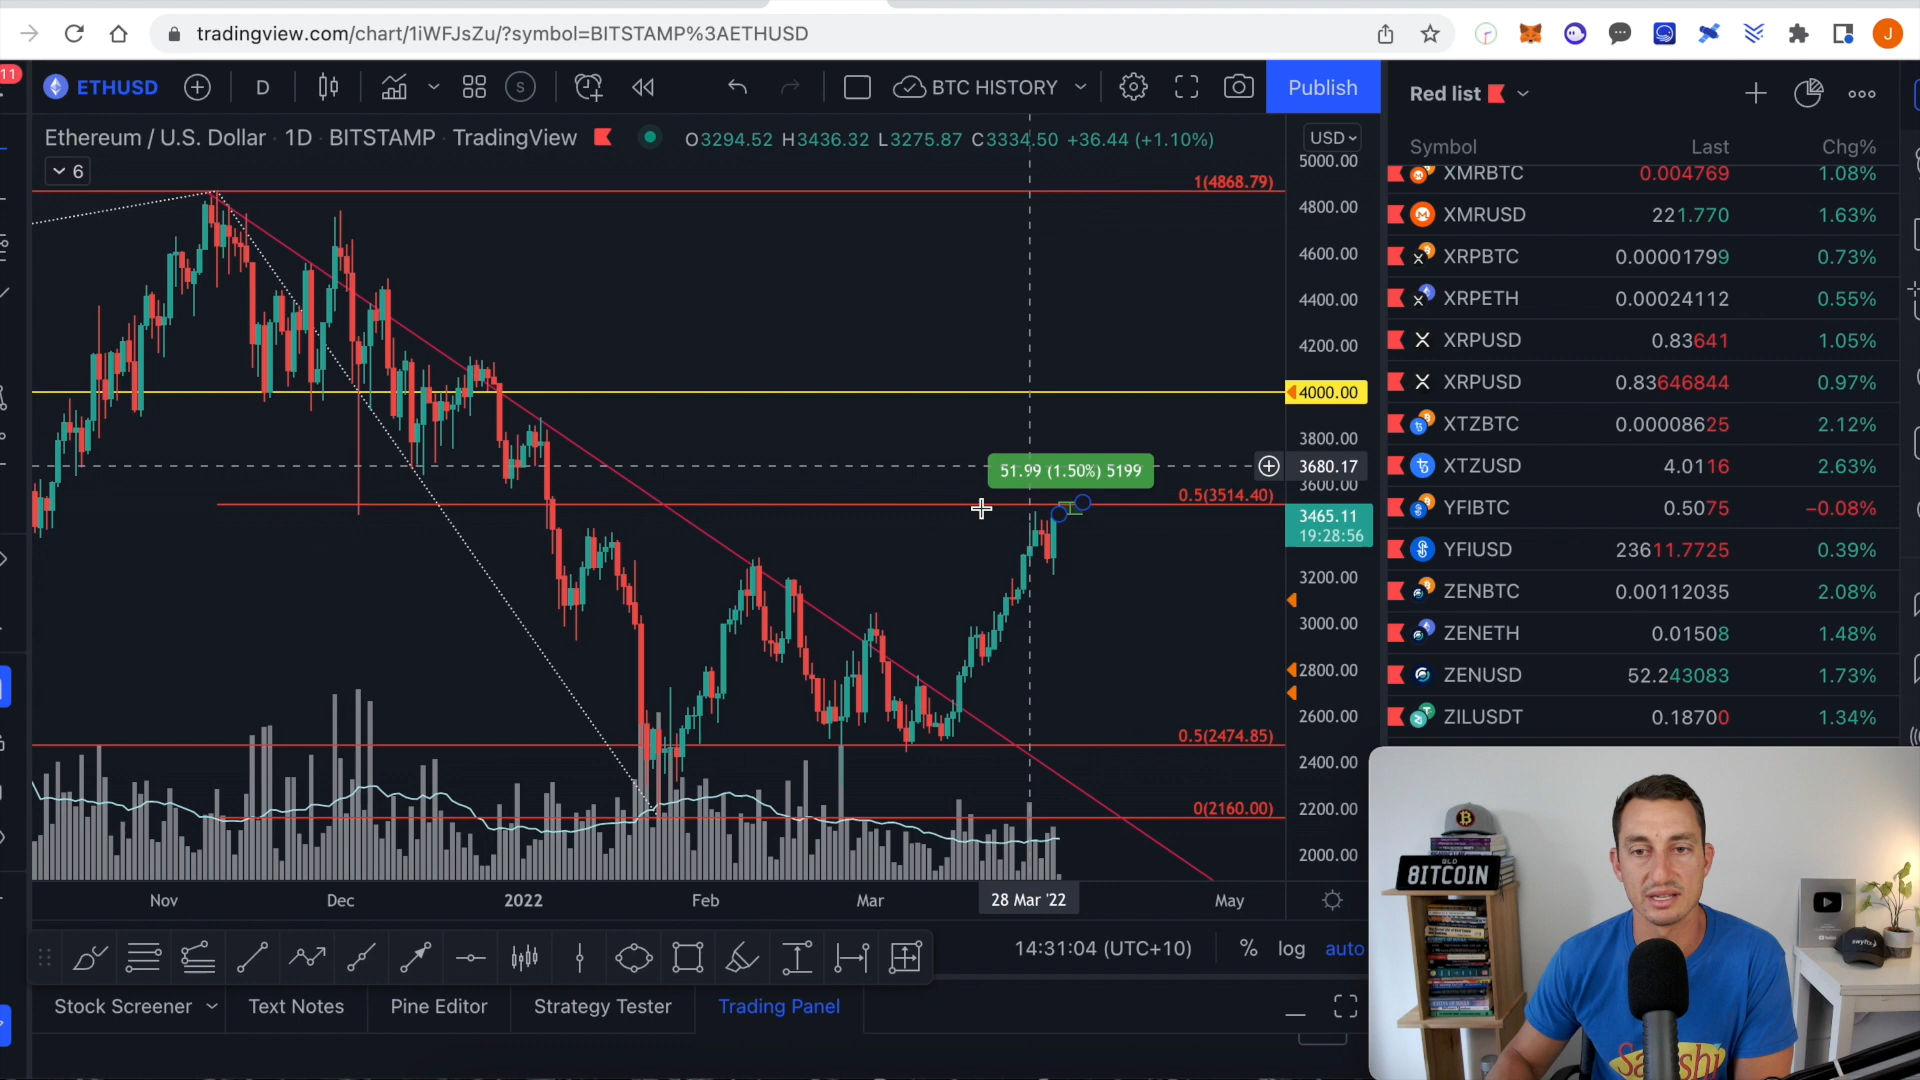 tradingview.com/chart/1iWFJsZu/?symbol=BITSTAMP%3AETHUSD
J
11
ETHUSD
D
S
BTC HISTORY
Publish
Ethereum / U.S. Dollar · 1D · BITSTAMP · TradingView
O3294.52 H3436.32 L3275.87 C3334.50 +36.44 (+1.10%)
6
USD
5000.00
4800.00
4600.00
4400.00
4200.00
4000.00
3800.00
3680.17
3600.00
3465.11
19:28:56
3200.00
3000.00
2800.00
2600.00
2400.00
2200.00
2000.00
1(4868.79)
51.99 (1.50%) 5199
0.5(3514.40)
0.5(2474.85)
0(2160.00)
Nov Dec 2022 Feb Mar 28 Mar '22 May
14:31:04 (UTC+10) % log auto
Stock Screener Text Notes Pine Editor Strategy Tester Trading Panel
Red list
Symbol Last Chg%
XMRBTC 0.004769 1.08%
XMRUSD 221.770 1.63%
XRPBTC 0.00001799 0.73%
XRPETH 0.00024112 0.55%
XRPUSD 0.83641 1.05%
XRPUSD 0.83646844 0.97%
XTZBTC 0.00008625 2.12%
XTZUSD 4.0116 2.63%
YFIBTC 0.5075 −0.08%
YFIUSD 23611.7725 0.39%
ZENBTC 0.00112035 2.08%
ZENETH 0.01508 1.48%
ZENUSD 52.243083 1.73%
ZILUSDT 0.18700 1.34%
GLD
BITCOIN
swyftx